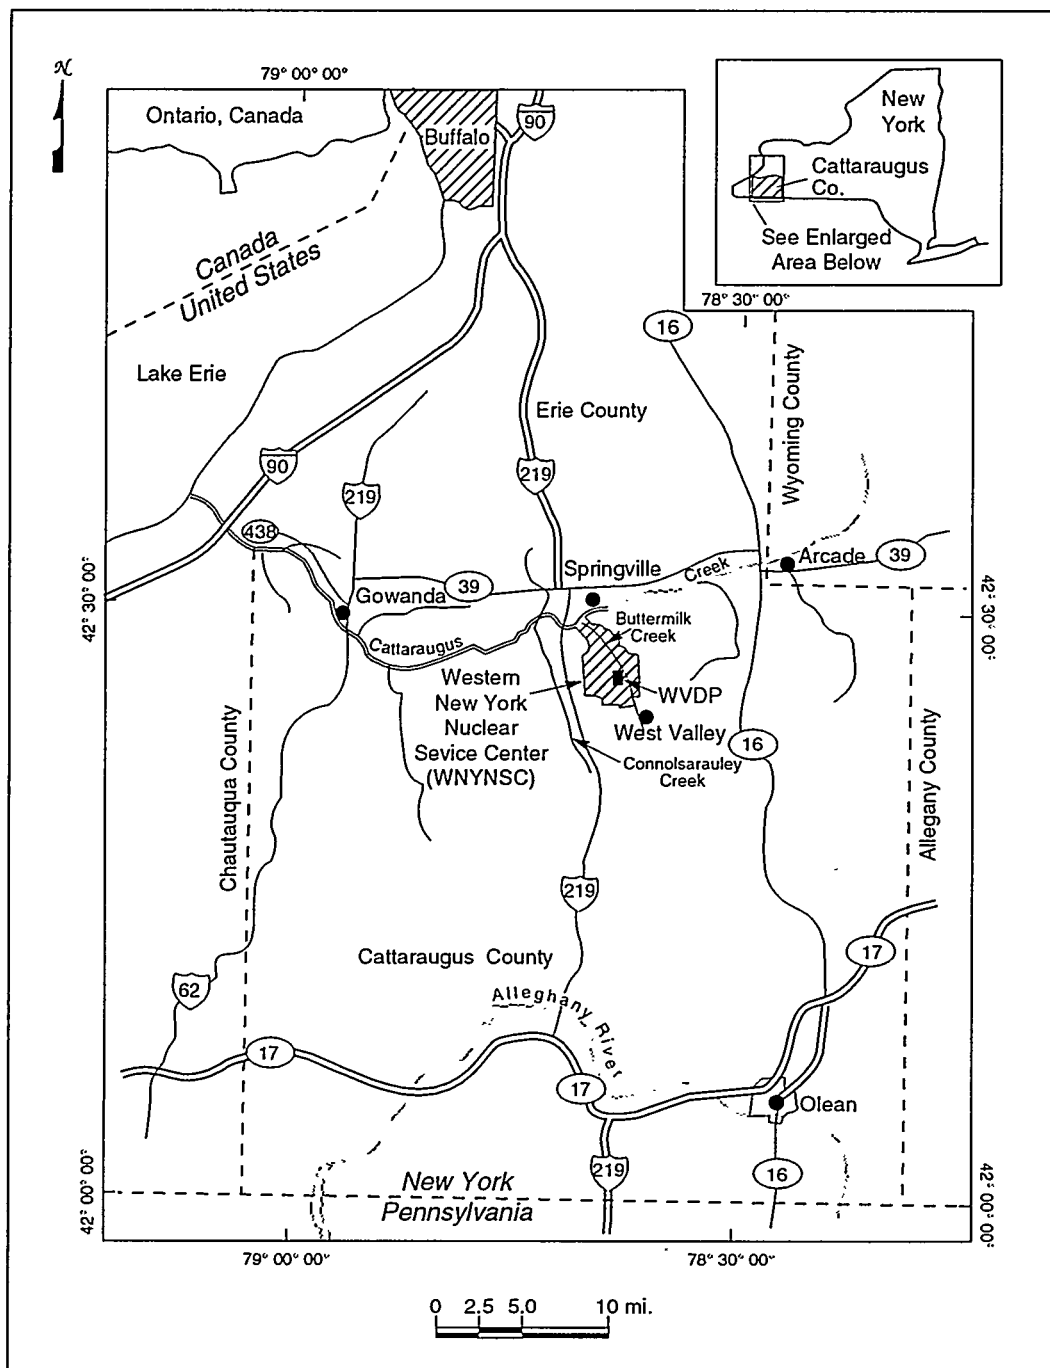 N
79° 00° 00°
Ontario, Canada
Buffalo
90
New
York
Cattaraugus
Co.
See Enlarged
Area Below
Canada
United States
78° 30° 00°
16
Lake Erie
Erie County
Wyoming County
90
219
219
438
Springville
Creek
Arcade
39
42° 30° 00°
Gowanda
39
42° 30° 00°
Buttermilk
Creek
Cattaraugus
Western
New York
Nuclear
Sevice Center
(WNYNSC)
WVDP
West Valley
16
Connolsarauley
Creek
Chautauqua County
Allegany County
219
Cattaraugus County
17
62
Alleghany River
17
17
Olean
42° 00° 00°
New York
Pennsylvania
219
16
42° 00° 00°
79° 00° 00°
78° 30° 00°
0 2.5 5.0 10 mi.